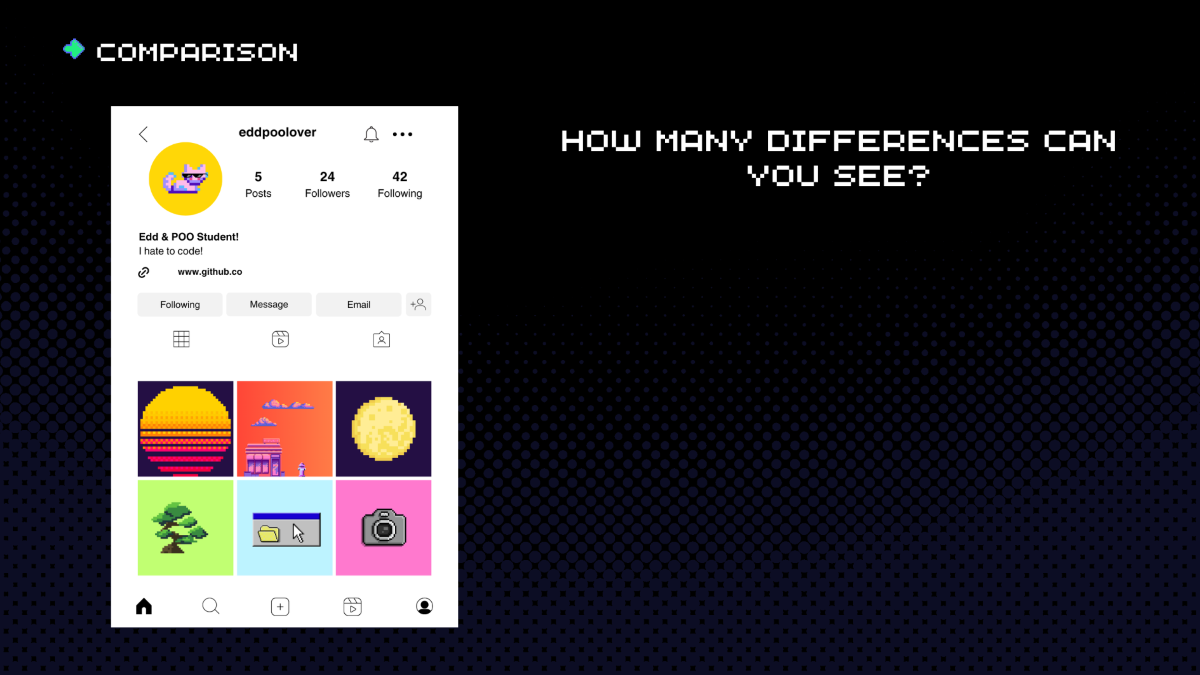 COMPARISON
HOW MANY DIFFERENCES CAN
YOU SEE?
eddpoolover
5 24 42
Posts Followers Following
Edd & POO Student!
I hate to code!
www.github.co
Following Message Email